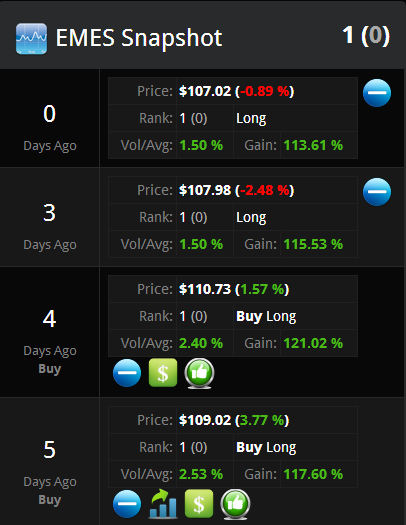 EMES Snapshot 1 (0)
0
Days Ago
Price: $107.02 (-0.89 %)
Rank: 1 (0) Long
Vol/Avg: 1.50 % Gain: 113.61 %
3
Days Ago
Price: $107.98 (-2.48 %)
Rank: 1 (0) Long
Vol/Avg: 1.50 % Gain: 115.53 %
4
Days Ago
Buy
Price: $110.73 (1.57 %)
Rank: 1 (0) Buy Long
Vol/Avg: 2.40 % Gain: 121.02 %
$
5
Days Ago
Buy
Price: $109.02 (3.77 %)
Rank: 1 (0) Buy Long
Vol/Avg: 2.53 % Gain: 117.60 %
$